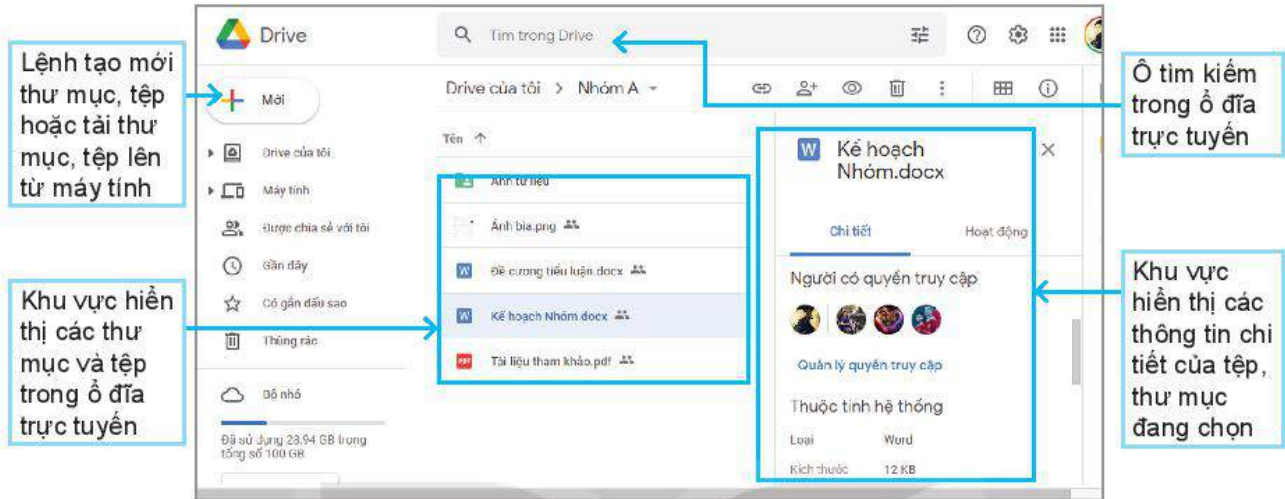 Lệnh tạo mới
thư mục, tệp
hoặc tải thư
mục, tệp lên
từ máy tính
Khu vực hiển
thị các thư
mục và tệp
trong ổ đĩa
trực tuyến
Drive
Tìm trong Drive
Mới
Drive của tôi
Máy tính
Được chia sẻ với tôi
Gần đây
Có gắn dấu sao
Thùng rác
Bộ nhớ
Đã sử dụng 28.94 GB trong
tổng số 100 GB
Drive của tôi > Nhóm A
Tên
Ảnh tư liệu
Ảnh bìa.png
W Đề cương tiểu luận.docx
W Kế hoạch Nhóm.docx
PDF Tài liệu tham khảo.pdf
W Kế hoạch
Nhóm.docx
Chi tiết Hoạt động
Người có quyền truy cập
Quản lý quyền truy cập
Thuộc tính hệ thống
Loại Word
Kích thước 12 KB
Ô tìm kiếm
trong ổ đĩa
trực tuyến
Khu vực
hiển thị các
thông tin chi
tiết của tệp,
thư mục
đang chọn